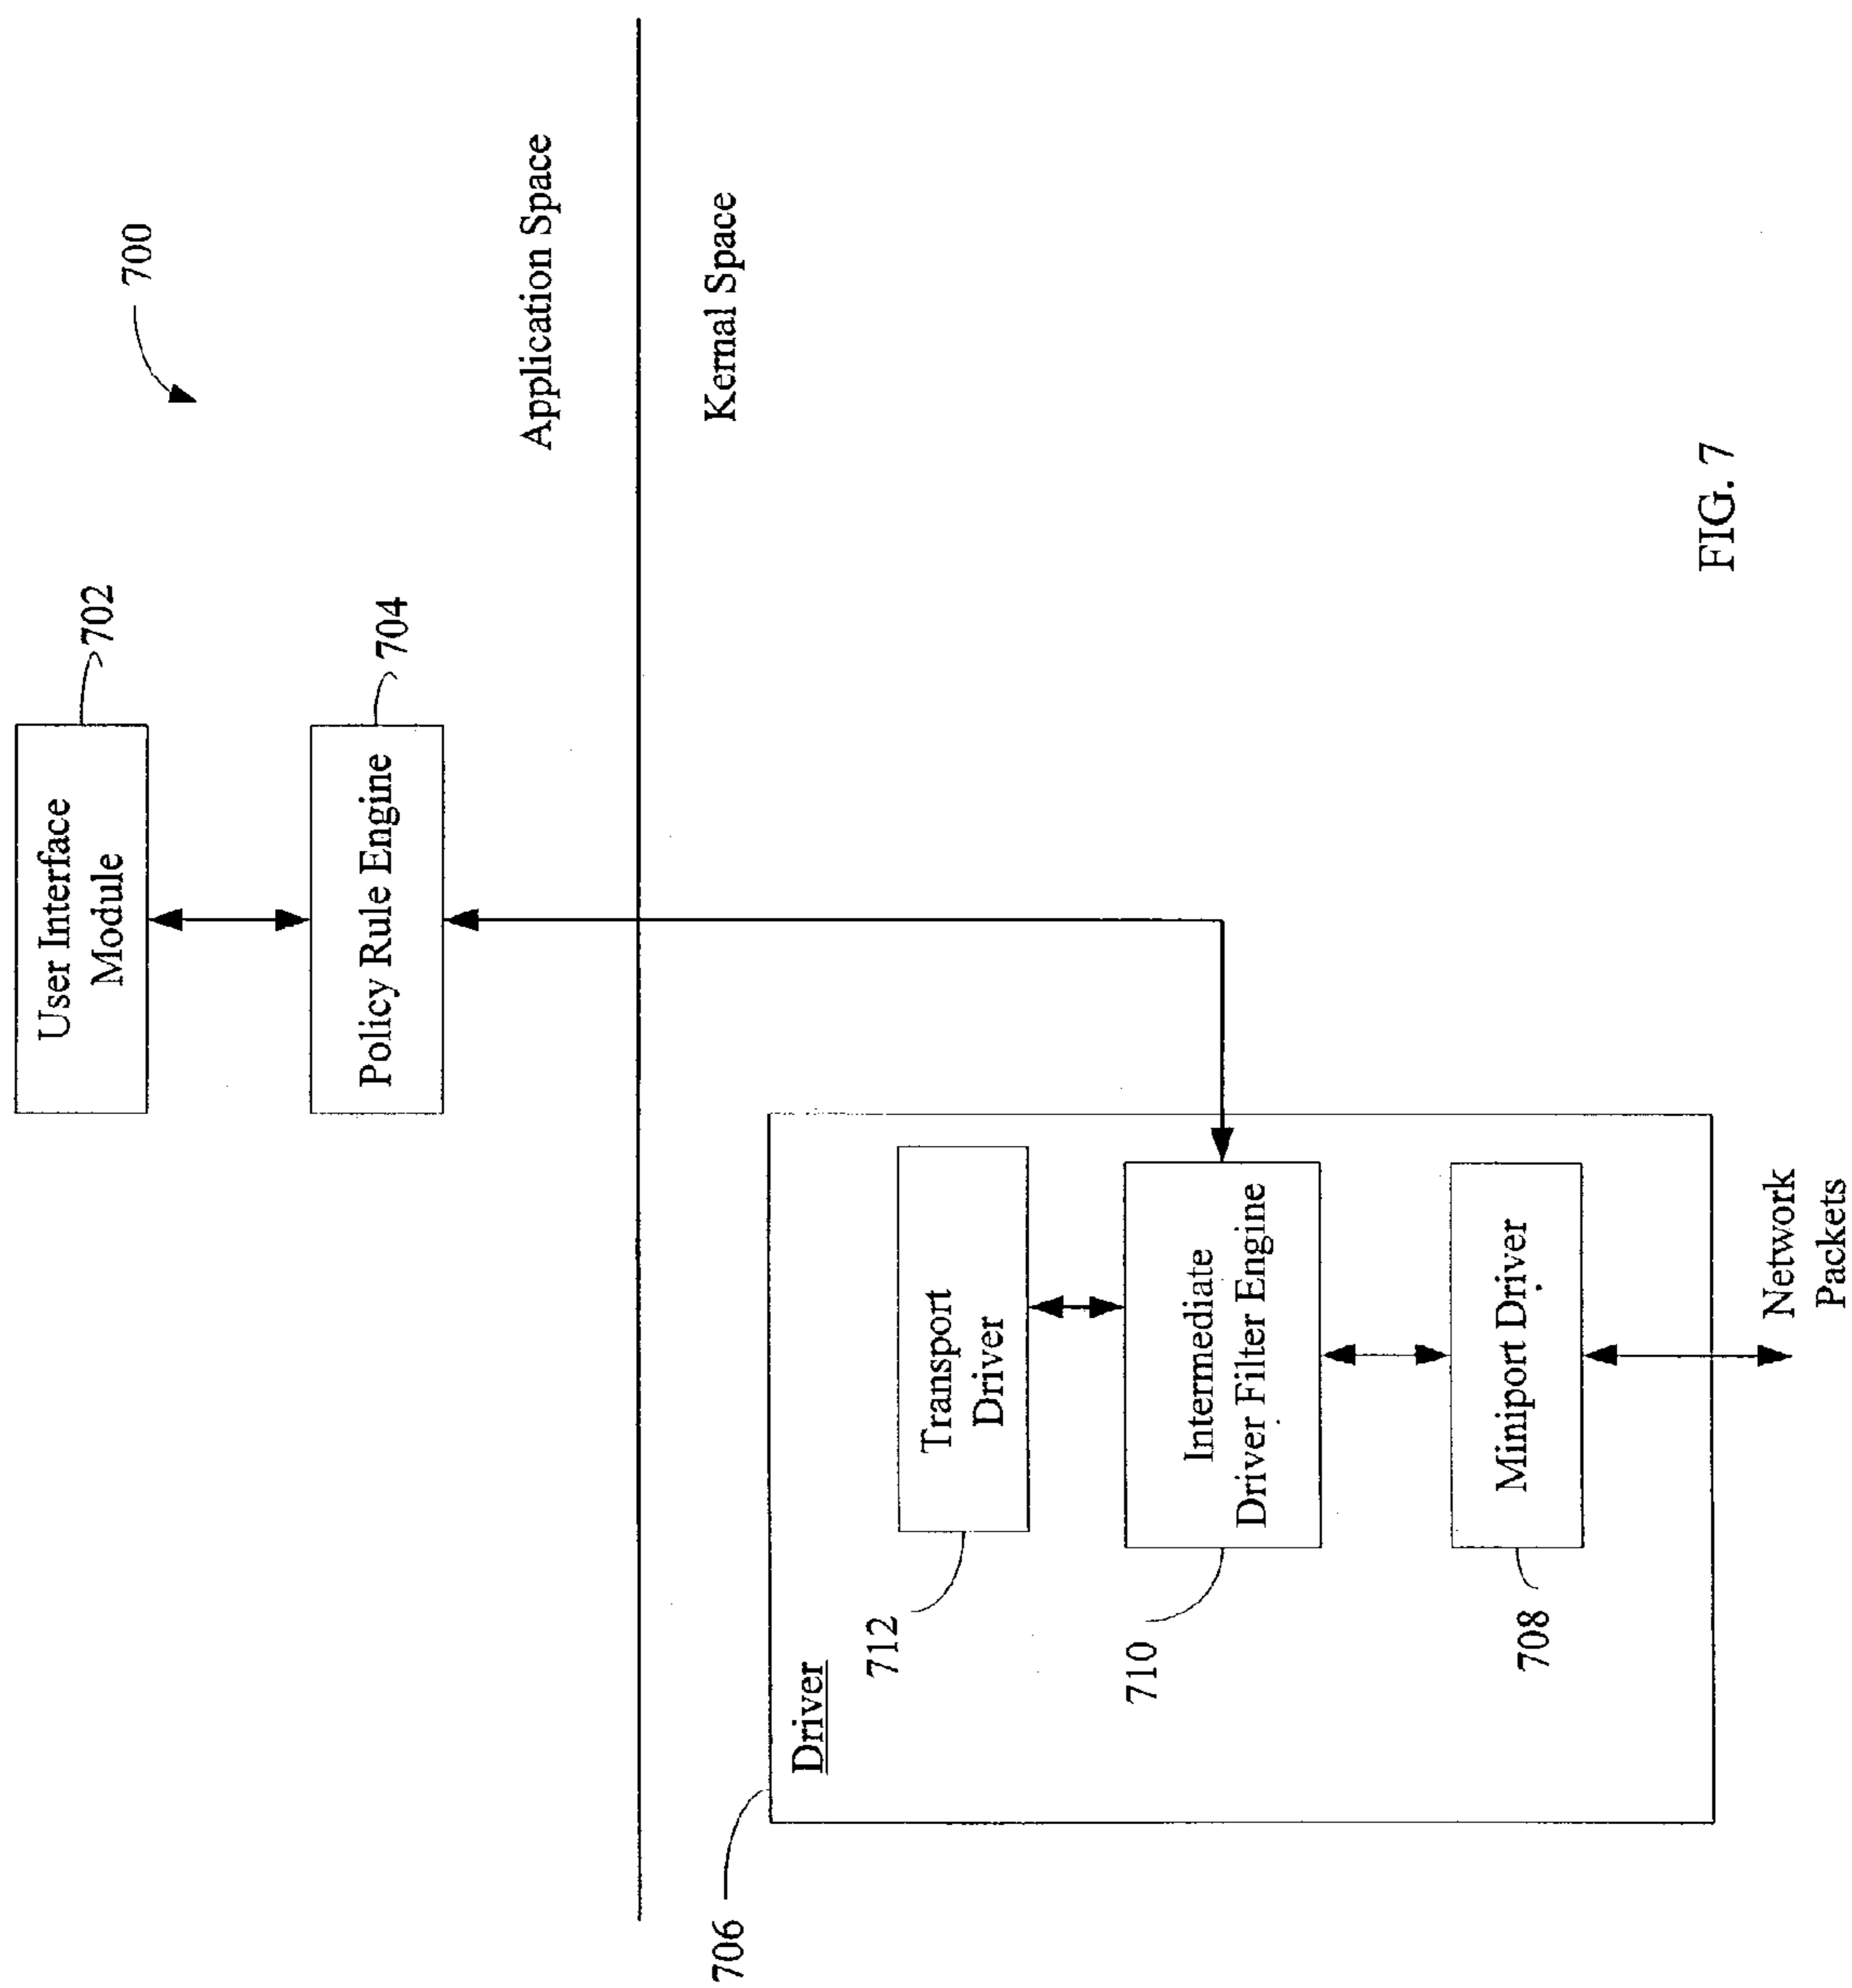 700
User Interface
Module
702
Policy Rule Engine
704
Application Space
Kernal Space
706
Driver
Transport
Driver
712
Intermediate
Driver Filter Engine
710
Miniport Driver
708
Network
Packets
FIG. 7